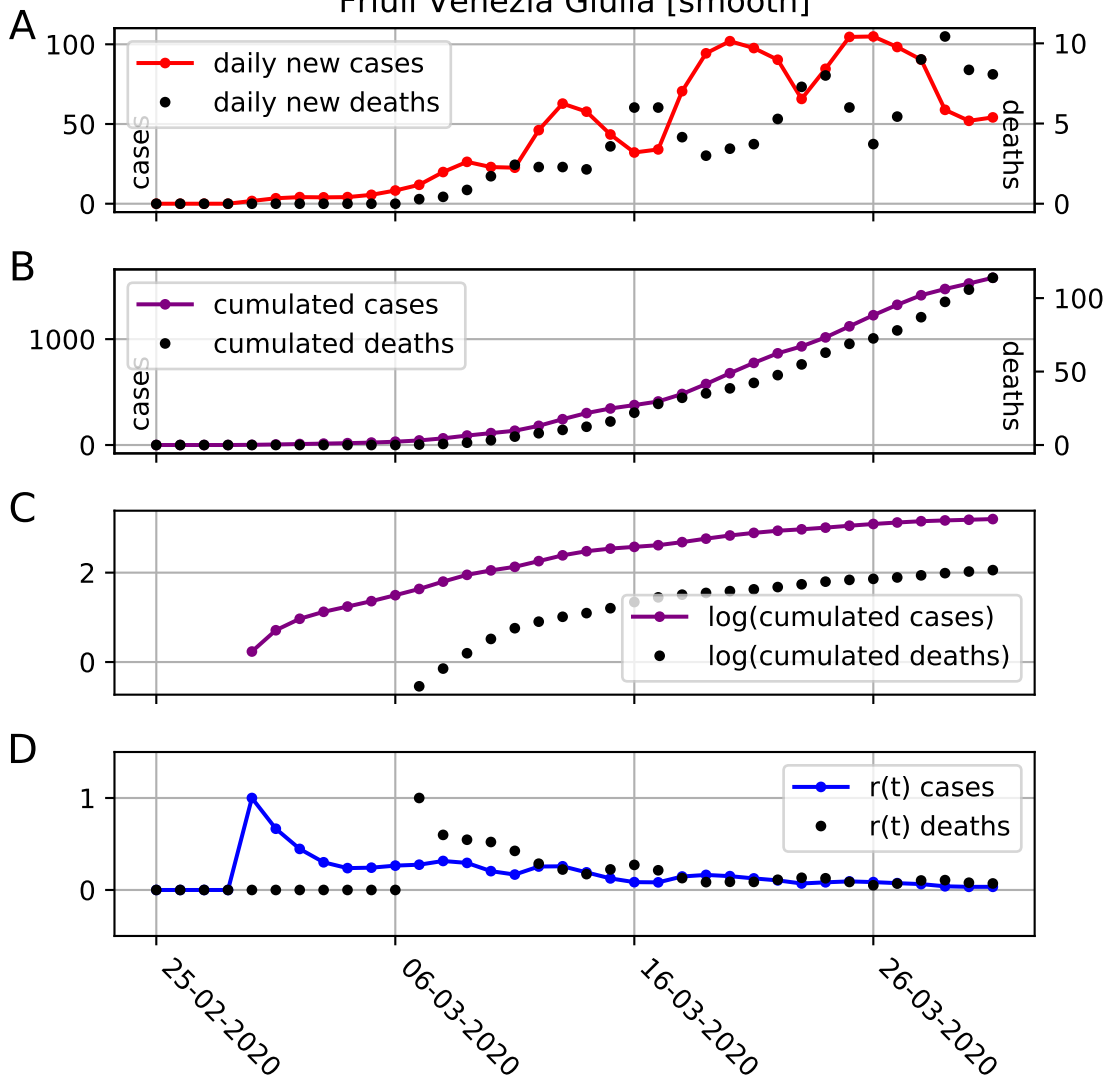 Friuli Venezia Giulia [smooth]
A
100
50
0
10
5
0
cases
deaths
daily new cases
daily new deaths
B
1000
0
100
50
0
cases
deaths
cumulated cases
cumulated deaths
C
2
0
log(cumulated cases)
log(cumulated deaths)
D
1
0
r(t) cases
r(t) deaths
25-02-2020
06-03-2020
16-03-2020
26-03-2020